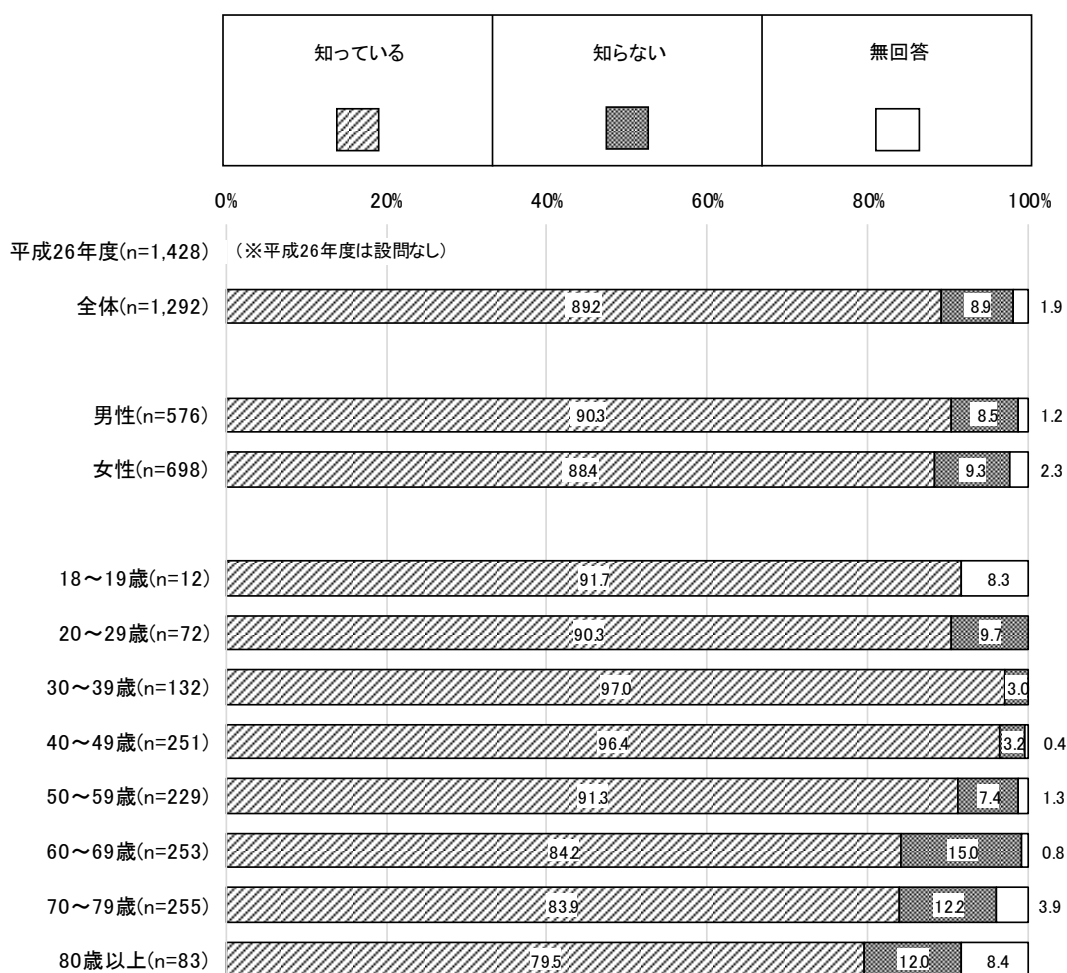 知っている 知らない 無回答
0% 20% 40% 60% 80% 100%
平成26年度(n=1,428) (※平成26年度は設問なし)
全体(n=1,292) 89.2 8.9 1.9
男性(n=576) 90.3 8.5 1.2
女性(n=698) 88.4 9.3 2.3
18～19歳(n=12) 91.7 8.3
20～29歳(n=72) 90.3 9.7
30～39歳(n=132) 97.0 3.0
40～49歳(n=251) 96.4 3.2 0.4
50～59歳(n=229) 91.3 7.4 1.3
60～69歳(n=253) 84.2 15.0 0.8
70～79歳(n=255) 83.9 12.2 3.9
80歳以上(n=83) 79.5 12.0 8.4